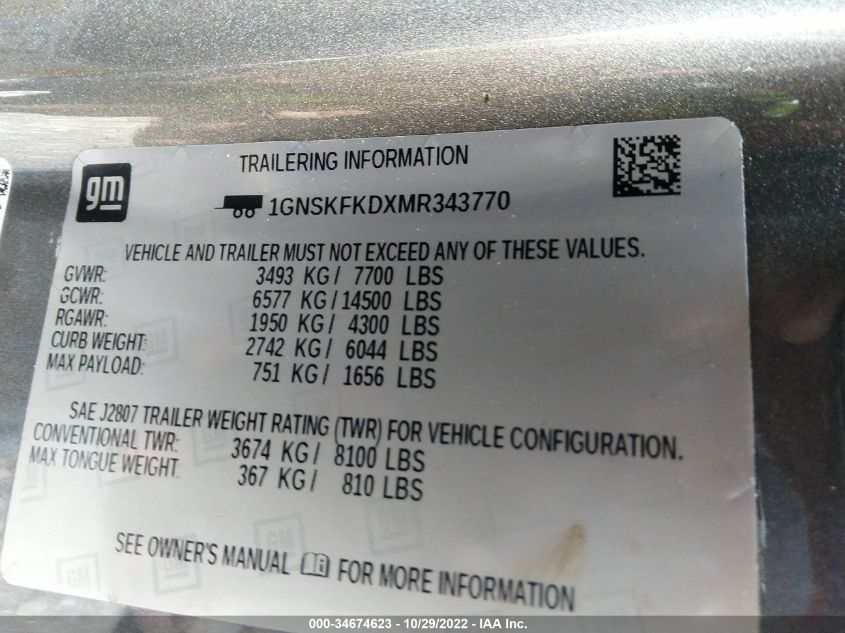 gm
TRAILERING INFORMATION
1GNSKFKDXMR343770
VEHICLE AND TRAILER MUST NOT EXCEED ANY OF THESE VALUES.
GVWR: 3493 KG/ 7700 LBS
GCWR: 6577 KG/14500 LBS
RGAWR: 1950 KG/ 4300 LBS
CURB WEIGHT: 2742 KG/ 6044 LBS
MAX PAYLOAD: 751 KG/ 1656 LBS
SAE J2807 TRAILER WEIGHT RATING (TWR) FOR VEHICLE CONFIGURATION.
CONVENTIONAL TWR: 3674 KG/ 8100 LBS
MAX TONGUE WEIGHT. 367 KG/ 810 LBS
SEE OWNER'S MANUAL FOR MORE INFORMATION
GM
000-34674623 - 10/29/2022 - IAA Inc.